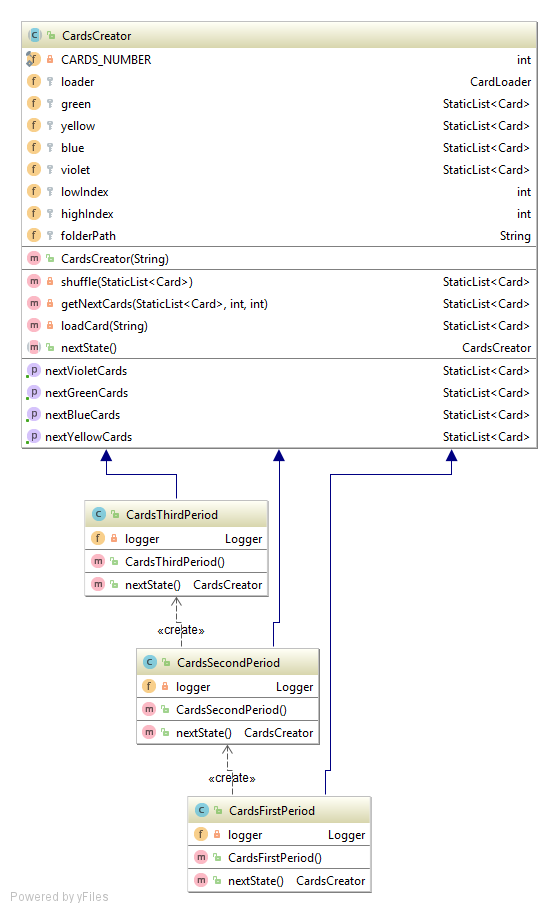 CardsCreator
CARDS_NUMBER int
loader CardLoader
green StaticList<Card>
yellow StaticList<Card>
blue StaticList<Card>
violet StaticList<Card>
lowIndex int
highIndex int
folderPath String
CardsCreator(String)
shuffle(StaticList<Card>) StaticList<Card>
getNextCards(StaticList<Card>, int, int) StaticList<Card>
loadCard(String) StaticList<Card>
nextState() CardsCreator
nextVioletCards StaticList<Card>
nextGreenCards StaticList<Card>
nextBlueCards StaticList<Card>
nextYellowCards StaticList<Card>
CardsThirdPeriod
logger Logger
CardsThirdPeriod()
nextState() CardsCreator
«create»
CardsSecondPeriod
logger Logger
CardsSecondPeriod()
nextState() CardsCreator
«create»
CardsFirstPeriod
logger Logger
CardsFirstPeriod()
nextState() CardsCreator
Powered by yFiles